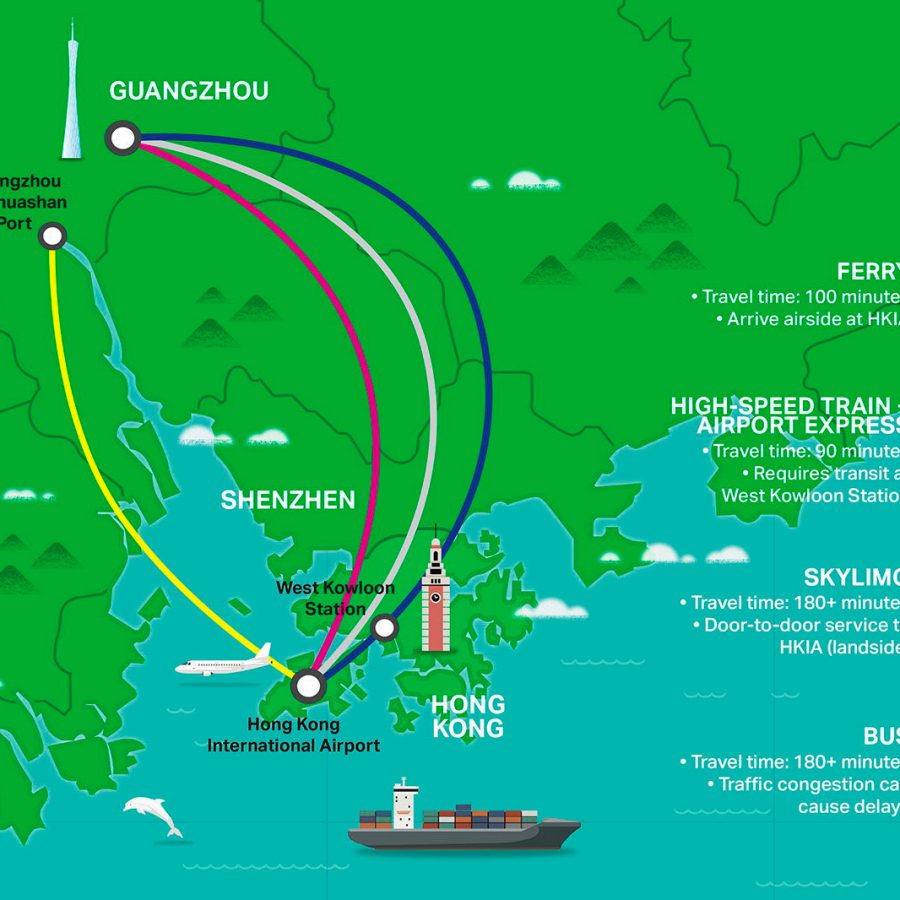 GUANGZHOU
ngzhou
huashan
Port
SHENZHEN
West Kowloon
Station
Hong Kong
International Airport
HONG
KONG
FERRY
• Travel time: 100 minute
• Arrive airside at HKIA
HIGH-SPEED TRAIN
AIRPORT EXPRESS
• Travel time: 90 minute
• Requires transit a
West Kowloon Statio
SKYLIMO
• Travel time: 180+ minute
• Door-to-door service t
HKIA (landside
BUS
• Travel time: 180+ minute
• Traffic congestion ca
cause delay